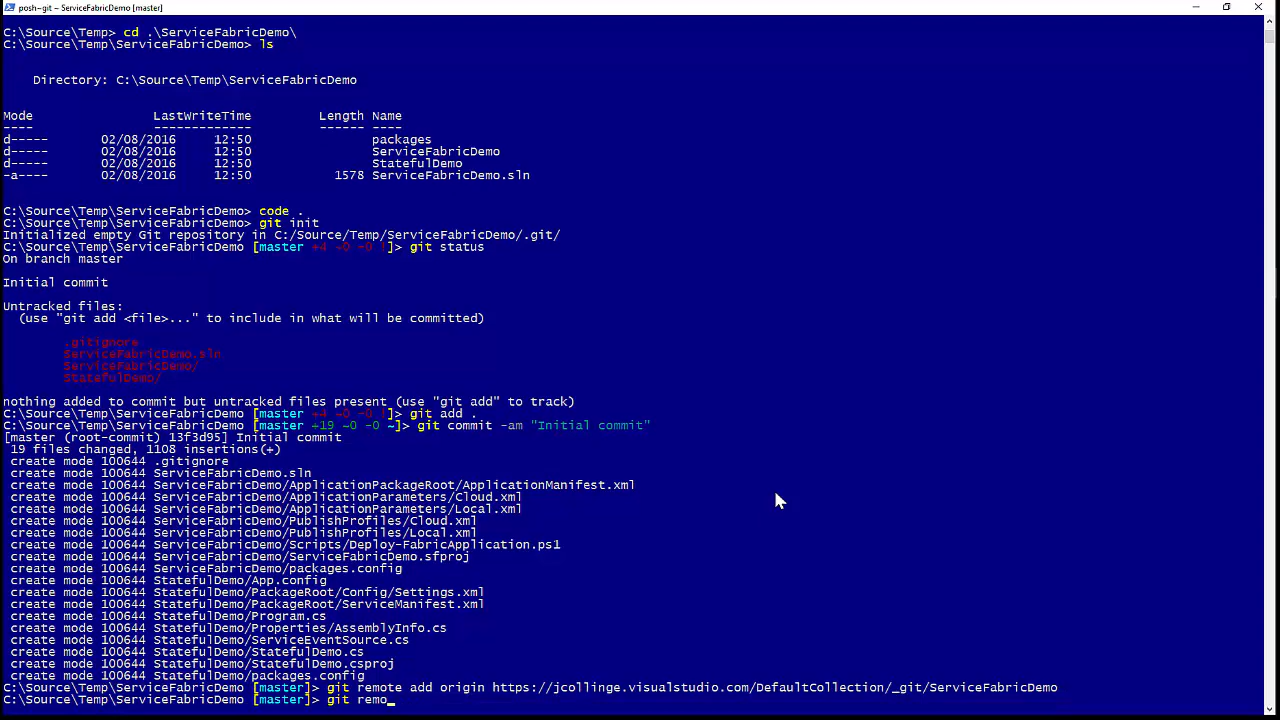 posh~git ~ ServiceFabricDemo [master]
C:\Source\Temp> cd .\ServiceFabricDemo\
C:\Source\Temp\ServiceFabricDemo> ls
Directory: C:\Source\Temp\ServiceFabricDemo
Mode LastWriteTime Length Name
---- ------------- ------ ----
d----- 02/08/2016 12:50 packages
d----- 02/08/2016 12:50 ServiceFabricDemo
d----- 02/08/2016 12:50 StatefulDemo
-a---- 02/08/2016 12:50 1578 ServiceFabricDemo.sln
C:\Source\Temp\ServiceFabricDemo> code .
C:\Source\Temp\ServiceFabricDemo> git init
Initialized empty Git repository in C:/Source/Temp/ServiceFabricDemo/.git/
C:\Source\Temp\ServiceFabricDemo [master +4 ~0 -0 !]> git status
On branch master
Initial commit
Untracked files:
(use "git add <file>..." to include in what will be committed)
.gitignore
ServiceFabricDemo.sln
ServiceFabricDemo/
StatefulDemo/
nothing added to commit but untracked files present (use "git add" to track)
C:\Source\Temp\ServiceFabricDemo [master +4 ~0 -0 !]> git add .
C:\Source\Temp\ServiceFabricDemo [master +19 ~0 -0 ~]> git commit -am "Initial commit"
[master (root-commit) 13f3d95] Initial commit
19 files changed, 1108 insertions(+)
create mode 100644 .gitignore
create mode 100644 ServiceFabricDemo.sln
create mode 100644 ServiceFabricDemo/ApplicationPackageRoot/ApplicationManifest.xml
create mode 100644 ServiceFabricDemo/ApplicationParameters/Cloud.xml
create mode 100644 ServiceFabricDemo/ApplicationParameters/Local.xml
create mode 100644 ServiceFabricDemo/PublishProfiles/Cloud.xml
create mode 100644 ServiceFabricDemo/PublishProfiles/Local.xml
create mode 100644 ServiceFabricDemo/Scripts/Deploy-FabricApplication.ps1
create mode 100644 ServiceFabricDemo/ServiceFabricDemo.sfproj
create mode 100644 ServiceFabricDemo/packages.config
create mode 100644 StatefulDemo/App.config
create mode 100644 StatefulDemo/PackageRoot/Config/Settings.xml
create mode 100644 StatefulDemo/PackageRoot/ServiceManifest.xml
create mode 100644 StatefulDemo/Program.cs
create mode 100644 StatefulDemo/Properties/AssemblyInfo.cs
create mode 100644 StatefulDemo/ServiceEventSource.cs
create mode 100644 StatefulDemo/StatefulDemo.cs
create mode 100644 StatefulDemo/StatefulDemo.csproj
create mode 100644 StatefulDemo/packages.config
C:\Source\Temp\ServiceFabricDemo [master]> git remote add origin https://jcollinge.visualstudio.com/DefaultCollection/_git/ServiceFabricDemo
C:\Source\Temp\ServiceFabricDemo [master]> git remo_